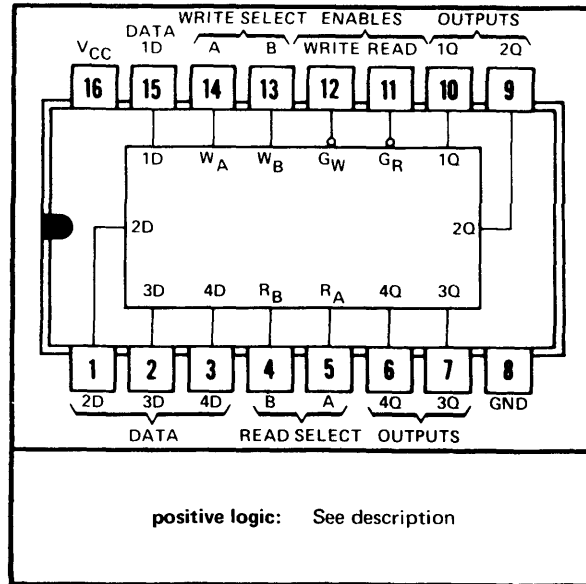 WRITE SELECT ENABLES OUTPUTS
DATA
VCC 1D A B WRITE READ 1Q 2Q
16 15 14 13 12 11 10 9
1D WA WB GW GR 1Q
2D 2Q
3D 4D RB RA 4Q 3Q
1 2 3 4 5 6 7 8
2D 3D 4D B A 4Q 3Q GND
DATA READ SELECT OUTPUTS
positive logic: See description